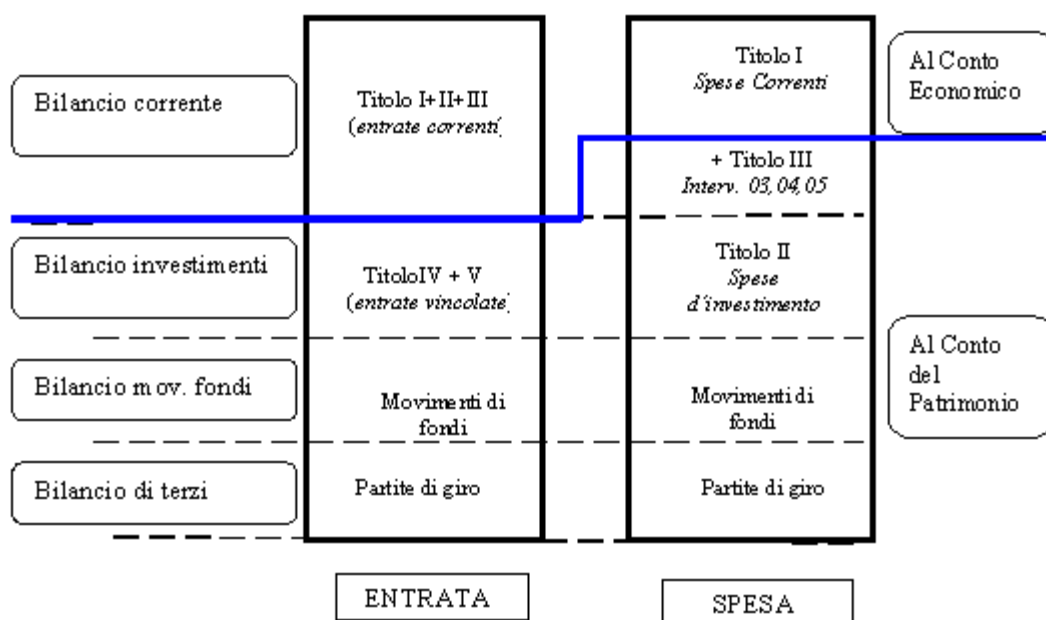 Bilancio corrente
Titolo I+II+III
(entrate correnti)
Titolo I
Spese Correnti
Al Conto
Economico
+ Titolo III
Interv. 03,04,05
Bilancio investimenti
TitoloIV + V
(entrate vincolate)
Titolo II
Spese
d'investimento
Al Conto
del
Patrimonio
Bilancio mov. fondi
Movimenti di
fondi
Movimenti di
fondi
Bilancio di terzi
Partite di giro
Partite di giro
ENTRATA
SPESA